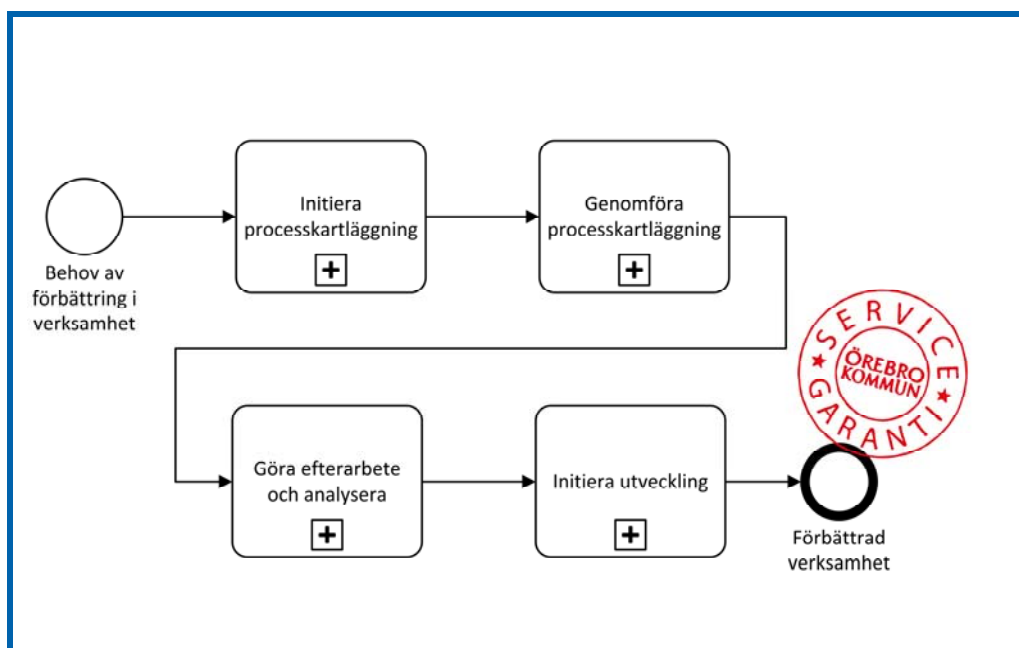 Initiera
processkartläggning
Genomföra
processkartläggning
Behov av
förbättring i
verksamhet
SERVICE
ÖREBRO
KOMMUN
GARANTI
Göra efterarbete
och analysera
Initiera utveckling
Förbättrad
verksamhet